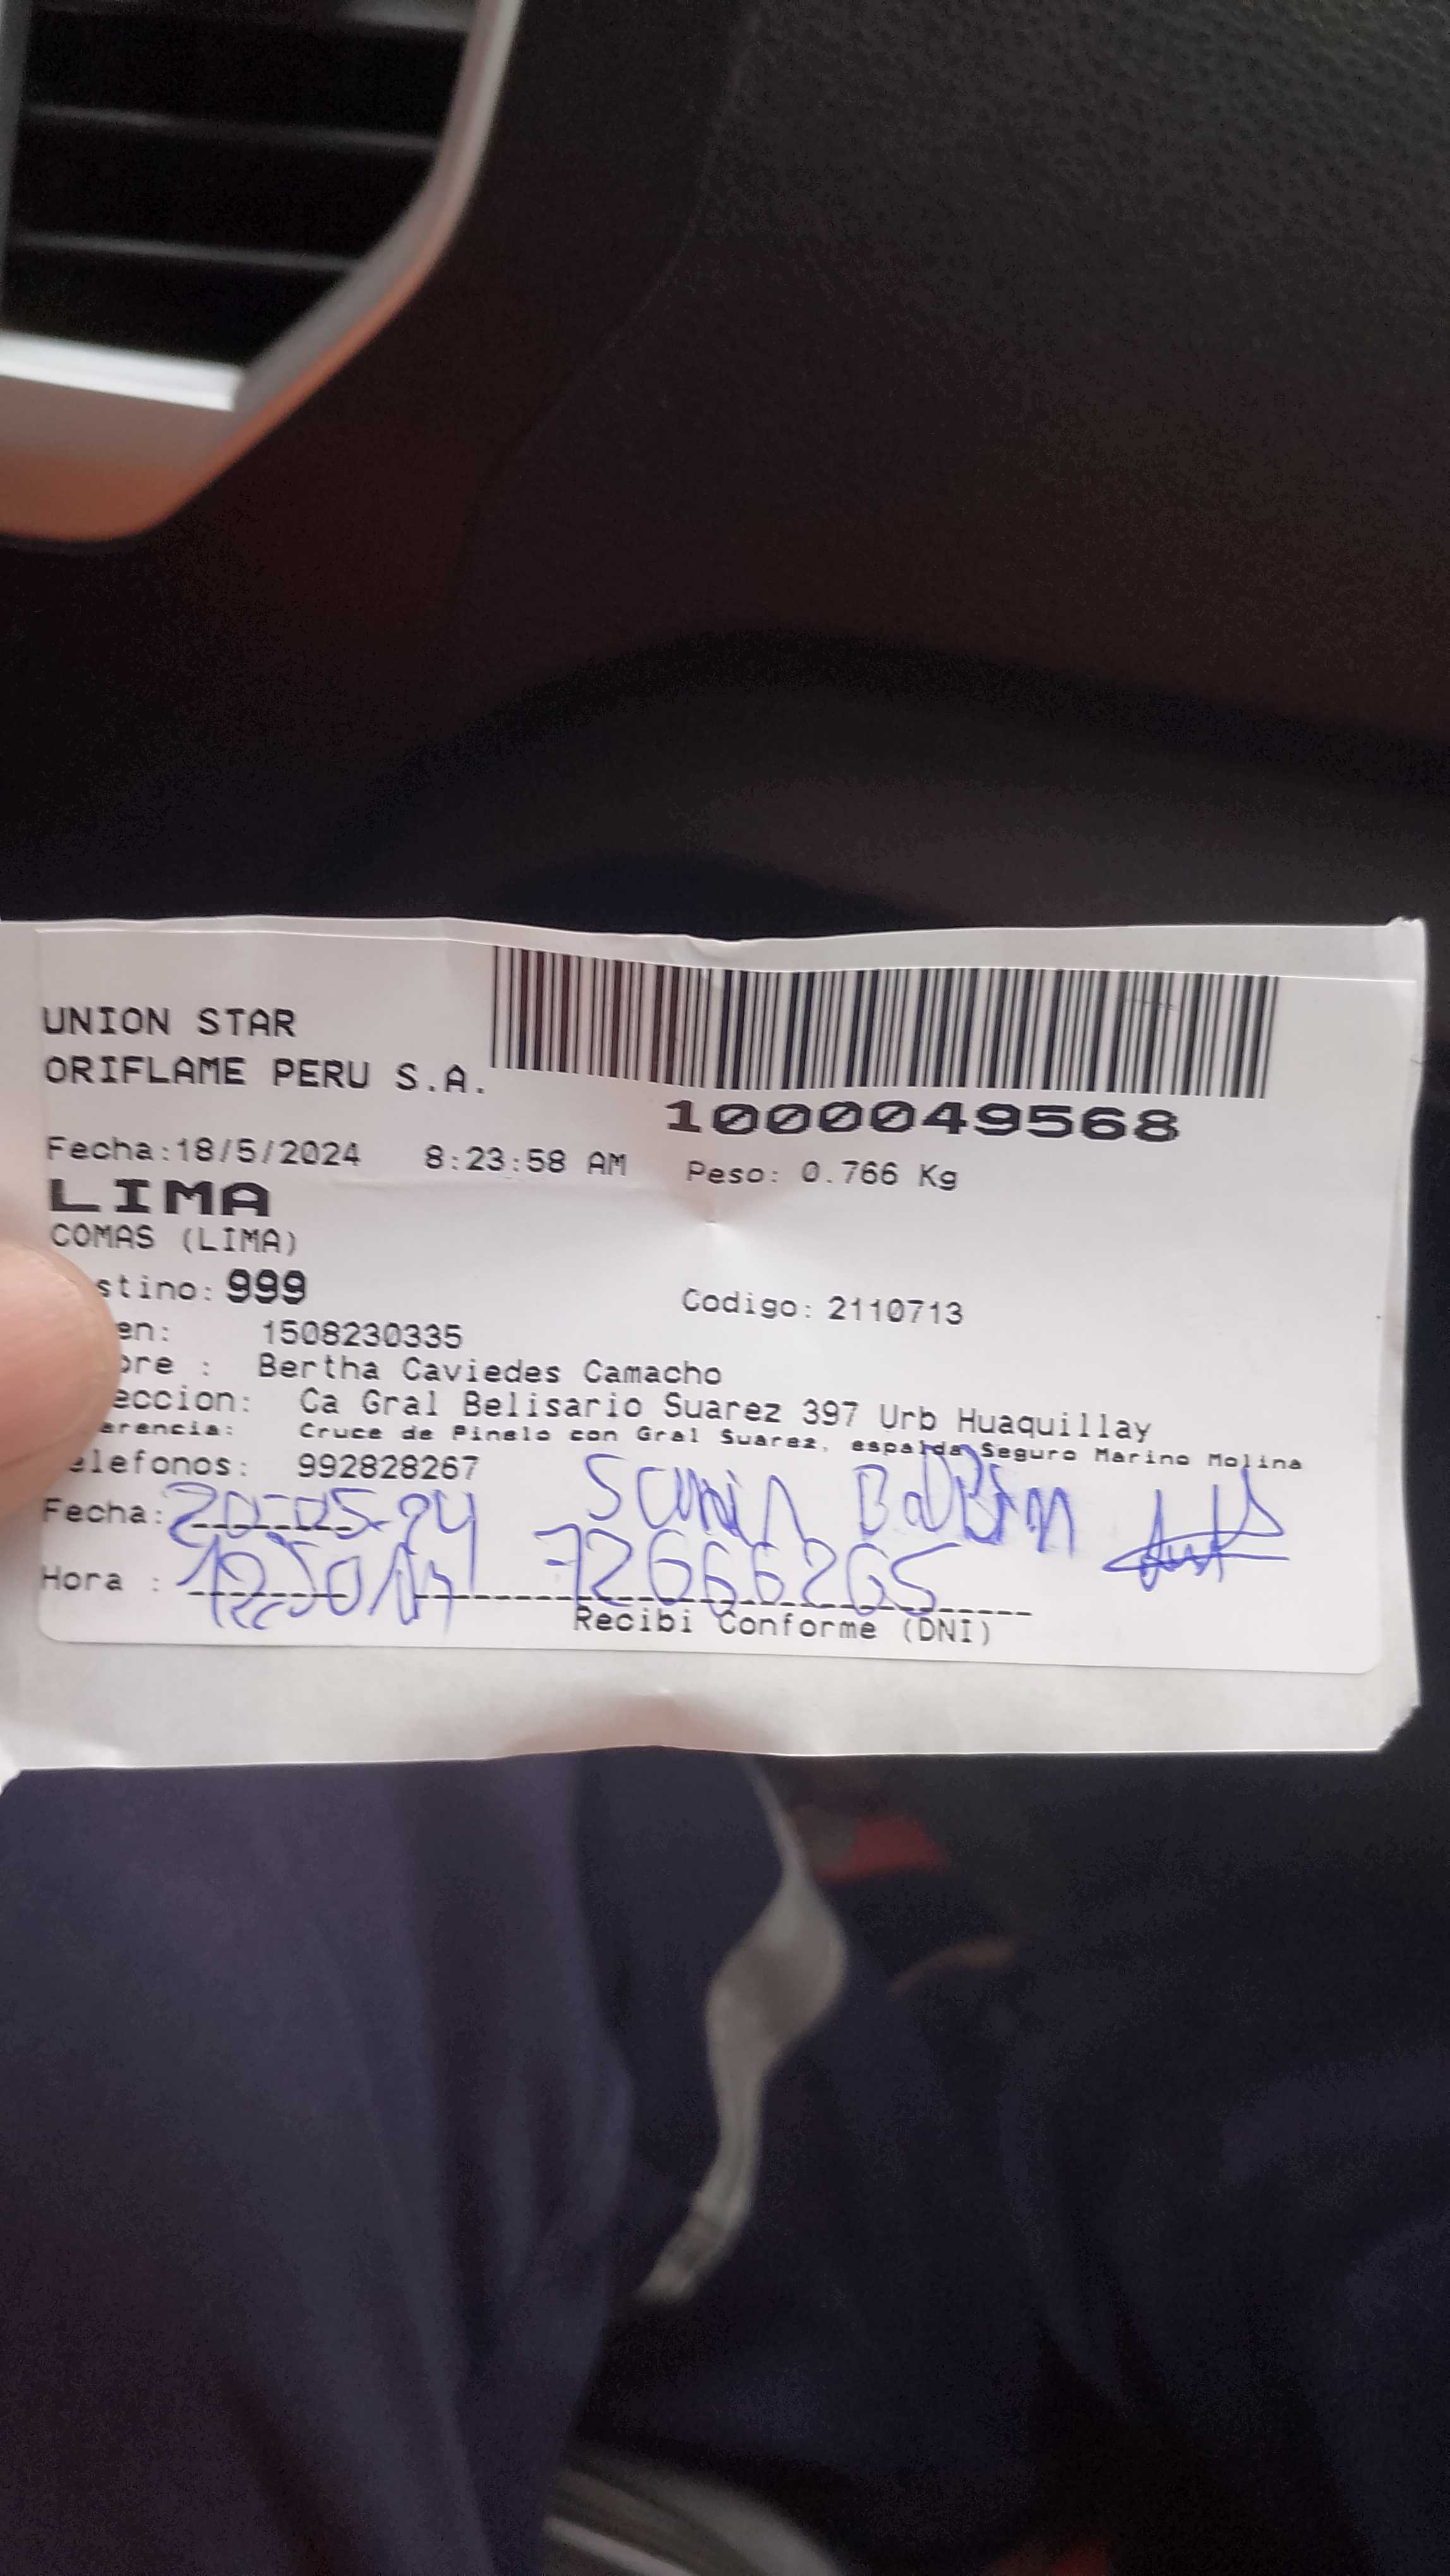 UNION STAR
ORIFLAME PERU S.A.
1000049568
Fecha:18/5/2024 8:23:58 AM Peso: 0.766 Kg
LIMA
COMAS (LIMA)
stino: 999 Codigo: 2110713
en: 1508230335
bre : Bertha Caviedes Camacho
eccion: Ca Gral Belisario Suarez 397 Urb Huaquillay
erencia: Cruce de Pinelo con Gral Suarez, espalda Seguro Marino Molina
elefonos: 992828267
Fecha: 20-05-24
Hora : 72666265
Recibi Conforme (DNI)